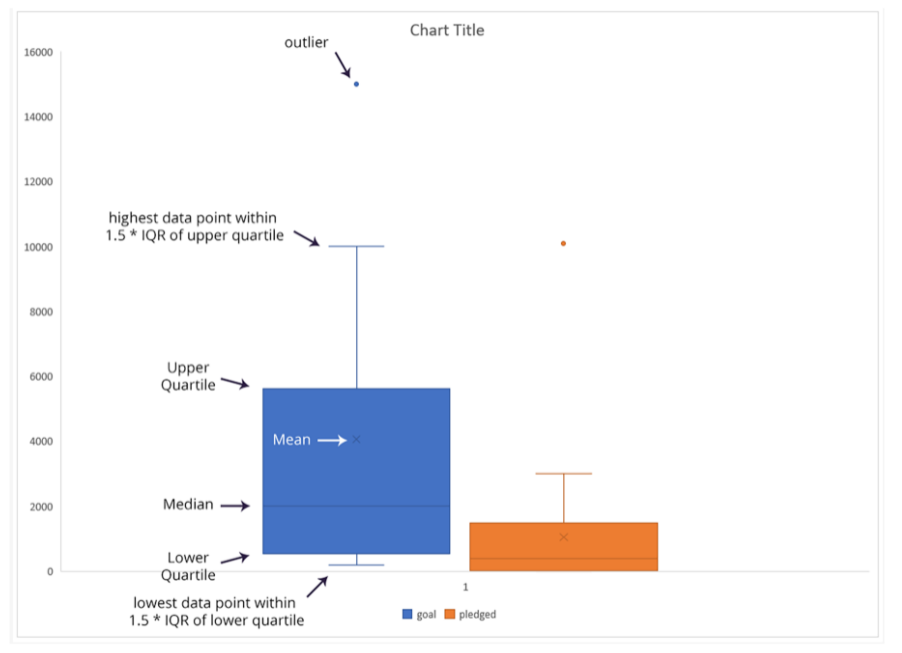 Chart Title
outlier
16000
14000
12000
highest data point within
1.5 * IQR of upper quartile
10000
8000
Upper
Quartile
6000
Mean
4000
Median
2000
Lower
Quartile
0
lowest data point within
1.5 * IQR of lower quartile
1
goal pledged